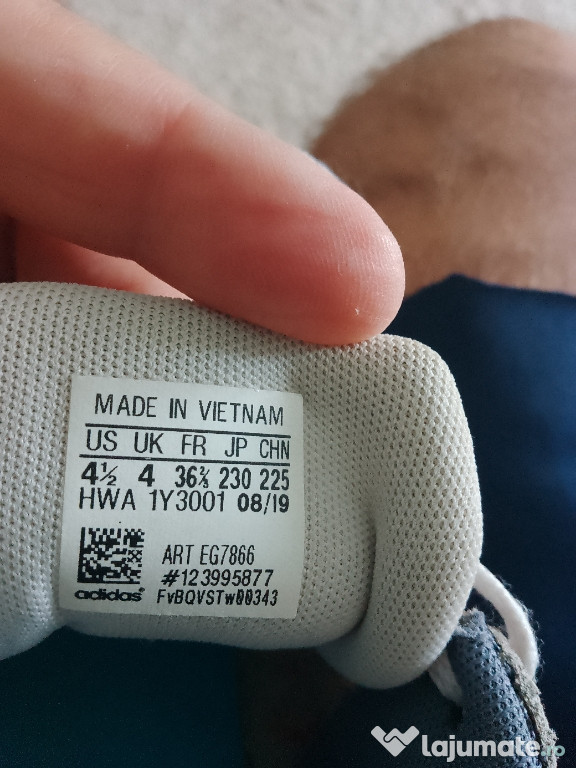 MADE IN VIETNAM
US UK FR JP CHN
4½ 4 36⅔ 230 225
HWA 1Y3001 08/19
ART EG7866
#123995877
adidas FvBQVSTw00343
lajumate.ro